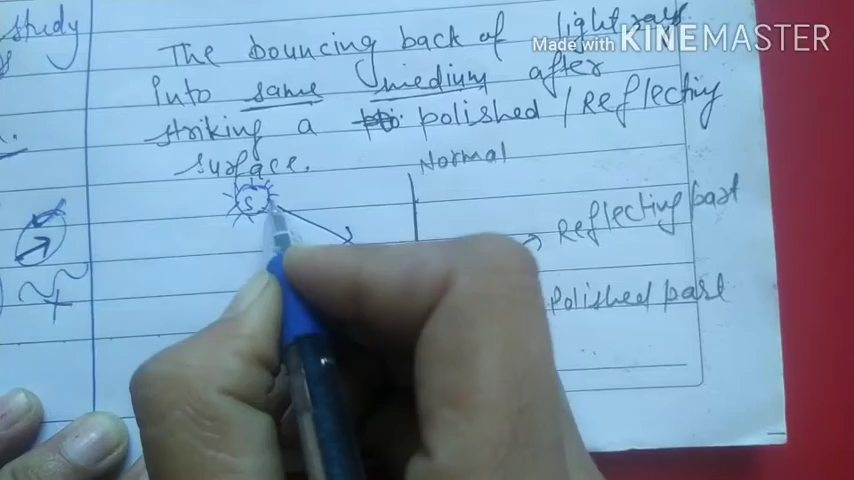 study
The bouncing back of light rays
Made with KINEMASTER
into same medium after
striking a polished / Reflecting
surface.
Normal
S
Reflecting part
Polished part